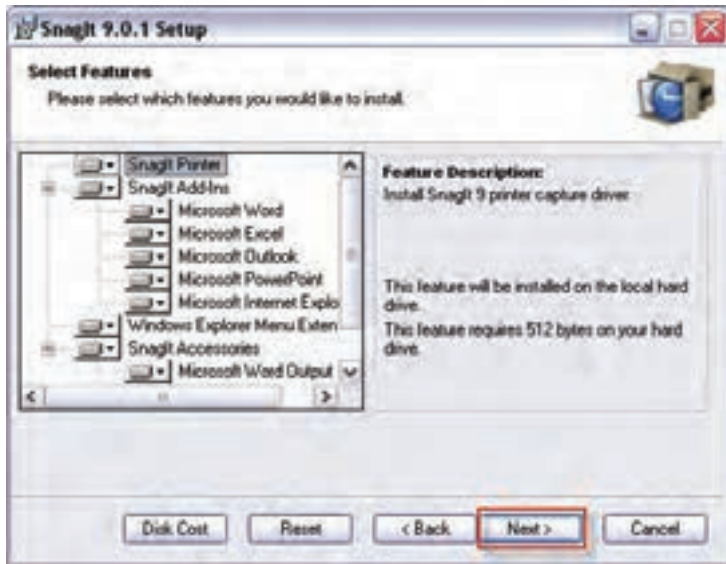 SnagIt 9.0.1 Setup
Select Features
Please select which features you would like to install.
SnagIt Printer
SnagIt Add-Ins
Microsoft Word
Microsoft Excel
Microsoft Outlook
Microsoft PowerPoint
Microsoft Internet Explo
Windows Explorer Menu Exten
SnagIt Accessories
Microsoft Word Output
Feature Description:
Install SnagIt 9 printer capture driver
This feature will be installed on the local hard
drive.
This feature requires 512 bytes on your hard
drive.
Disk Cost
Reset
< Back
Next >
Cancel